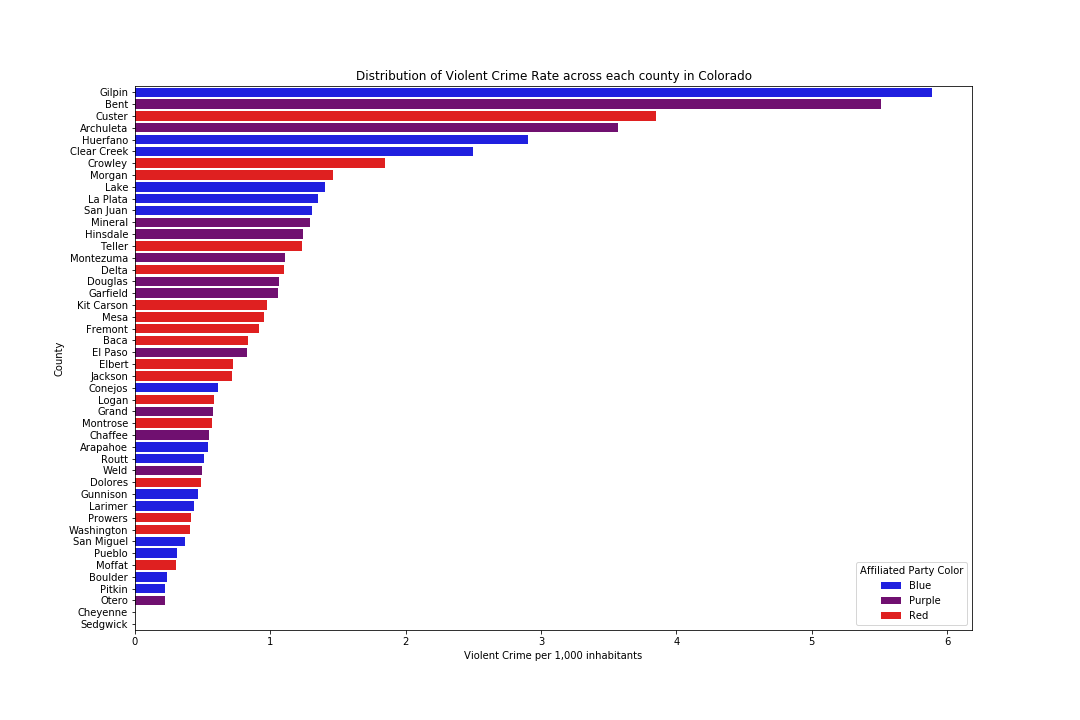 Distribution of Violent Crime Rate across each county in Colorado
Gilpin
Bent
Custer
Archuleta
Huerfano
Clear Creek
Crowley
Morgan
Lake
La Plata
San Juan
Mineral
Hinsdale
Teller
Montezuma
Delta
Douglas
Garfield
Kit Carson
Mesa
Fremont
Baca
El Paso
Elbert
Jackson
Conejos
Logan
Grand
Montrose
Chaffee
Arapahoe
Routt
Weld
Dolores
Gunnison
Larimer
Prowers
Washington
San Miguel
Pueblo
Moffat
Boulder
Pitkin
Otero
Cheyenne
Sedgwick
County
Affiliated Party Color
Blue
Purple
Red
0 1 2 3 4 5 6
Violent Crime per 1,000 inhabitants